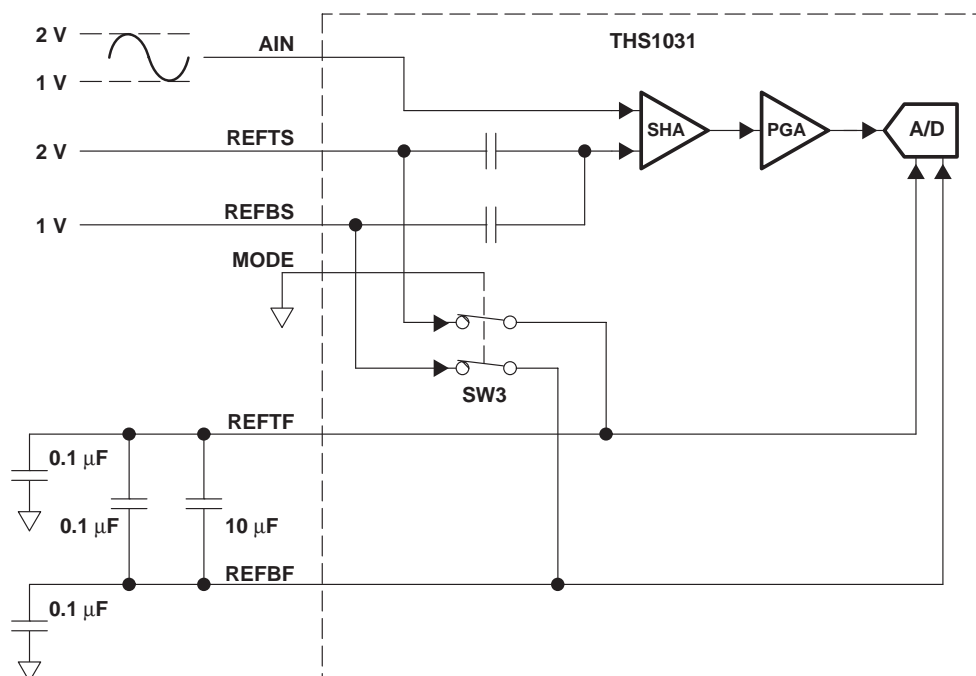 2 V
1 V
AIN
THS1031
SHA
PGA
A/D
2 V
REFTS
1 V
REFBS
MODE
SW3
REFTF
0.1 μF
0.1 μF
10 μF
REFBF
0.1 μF